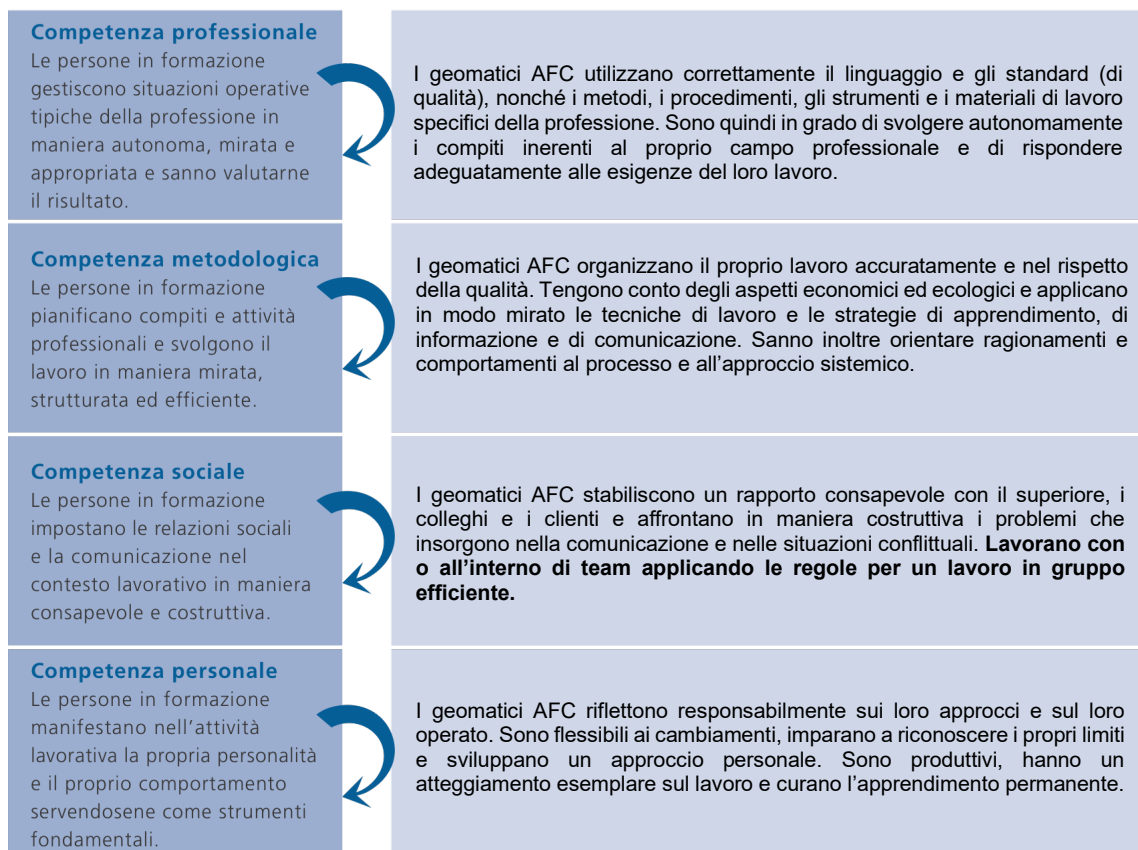 Competenza professionale
Le persone in formazione
gestiscono situazioni operative
tipiche della professione in
maniera autonoma, mirata e
appropriata e sanno valutarne
il risultato.
I geomatici AFC utilizzano correttamente il linguaggio e gli standard (di
qualità), nonché i metodi, i procedimenti, gli strumenti e i materiali di lavoro
specifici della professione. Sono quindi in grado di svolgere autonomamente
i compiti inerenti al proprio campo professionale e di rispondere
adeguatamente alle esigenze del loro lavoro.
Competenza metodologica
Le persone in formazione
pianificano compiti e attività
professionali e svolgono il
lavoro in maniera mirata,
strutturata ed efficiente.
I geomatici AFC organizzano il proprio lavoro accuratamente e nel rispetto
della qualità. Tengono conto degli aspetti economici ed ecologici e applicano
in modo mirato le tecniche di lavoro e le strategie di apprendimento, di
informazione e di comunicazione. Sanno inoltre orientare ragionamenti e
comportamenti al processo e all'approccio sistemico.
Competenza sociale
Le persone in formazione
impostano le relazioni sociali
e la comunicazione nel
contesto lavorativo in maniera
consapevole e costruttiva.
I geomatici AFC stabiliscono un rapporto consapevole con il superiore, i
colleghi e i clienti e affrontano in maniera costruttiva i problemi che
insorgono nella comunicazione e nelle situazioni conflittuali. Lavorano con
o all'interno di team applicando le regole per un lavoro in gruppo
efficiente.
Competenza personale
Le persone in formazione
manifestano nell'attività
lavorativa la propria personalità
e il proprio comportamento
servendosene come strumenti
fondamentali.
I geomatici AFC riflettono responsabilmente sui loro approcci e sul loro
operato. Sono flessibili ai cambiamenti, imparano a riconoscere i propri limiti
e sviluppano un approccio personale. Sono produttivi, hanno un
atteggiamento esemplare sul lavoro e curano l'apprendimento permanente.